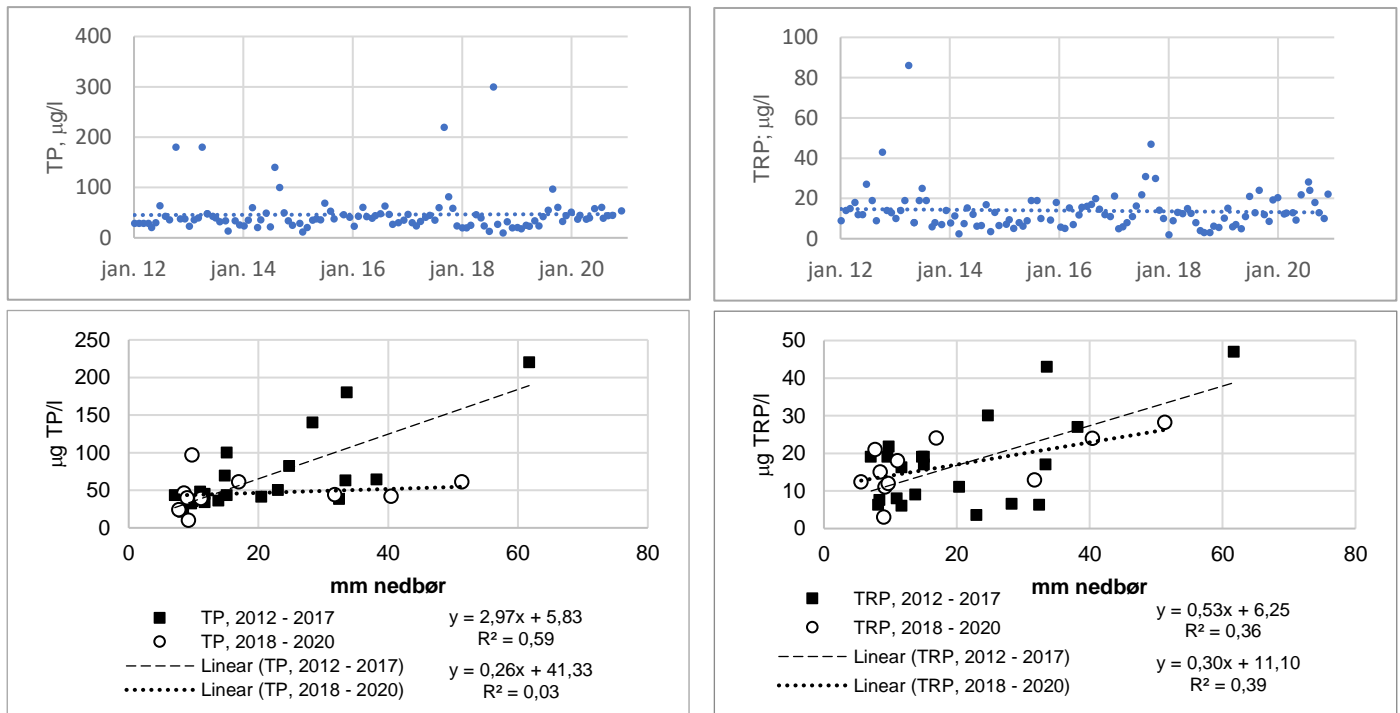 TP, µg/l
400
300
200
100
0
jan. 12
jan. 14
jan. 16
jan. 18
jan. 20
TRP; µg/l
100
80
60
40
20
0
jan. 12
jan. 14
jan. 16
jan. 18
jan. 20
µg TP/l
250
200
150
100
50
0
0
20
40
60
80
mm nedbør
TP, 2012 - 2017
TP, 2018 - 2020
Linear (TP, 2012 - 2017)
Linear (TP, 2018 - 2020)
y = 2,97x + 5,83
R² = 0,59
y = 0,26x + 41,33
R² = 0,03
µg TRP/l
50
40
30
20
10
0
0
20
40
60
80
mm nedbør
TRP, 2012 - 2017
TRP, 2018 - 2020
Linear (TRP, 2012 - 2017)
Linear (TRP, 2018 - 2020)
y = 0,53x + 6,25
R² = 0,36
y = 0,30x + 11,10
R² = 0,39